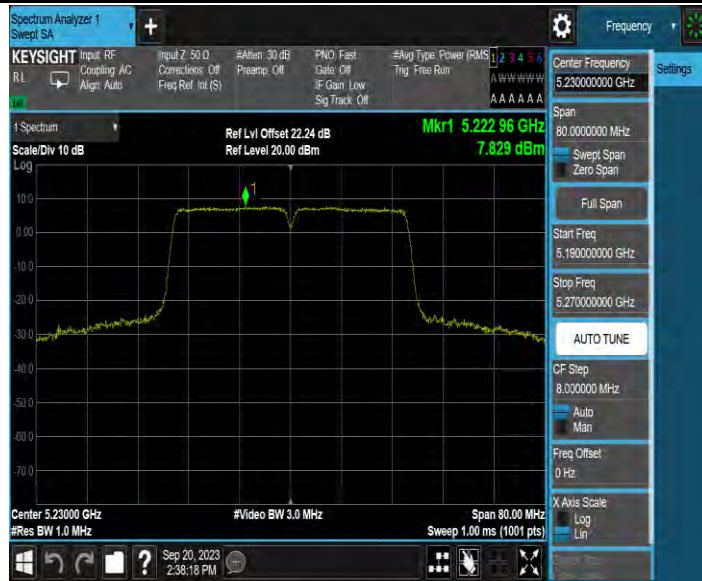 Spectrum Analyzer 1
Swept SA
+
Frequency
KEYSIGHT
RL
Input: RF
Coupling: AC
Align: Auto
Input Z: 50 Ω
Corrections: Off
Freq Ref: Int (S)
#Atten: 30 dB
Preamp: Off
PNO: Fast
Gate: Off
IF Gain: Low
Sig Track: Off
#Avg Type: Power (RMS
Trig: Free Run
1 2 3 4 5 6
A W W W W W
A A A A A A
1 Spectrum
Scale/Div 10 dB
Log
Ref Lvl Offset 22.24 dB
Ref Level 20.00 dBm
Mkr1 5.222 96 GHz
7.829 dBm
1
10.0
0.00
-10.0
-20.0
-30.0
-40.0
-50.0
-60.0
-70.0
Center 5.23000 GHz
#Res BW 1.0 MHz
#Video BW 3.0 MHz
Span 80.00 MHz
Sweep 1.00 ms (1001 pts)
?
Sep 20, 2023
2:38:18 PM
Center Frequency
5.230000000 GHz
Settings
Span
80.0000000 MHz
Swept Span
Zero Span
Full Span
Start Freq
5.190000000 GHz
Stop Freq
5.270000000 GHz
AUTO TUNE
CF Step
8.000000 MHz
Auto
Man
Freq Offset
0 Hz
X Axis Scale
Log
Lin